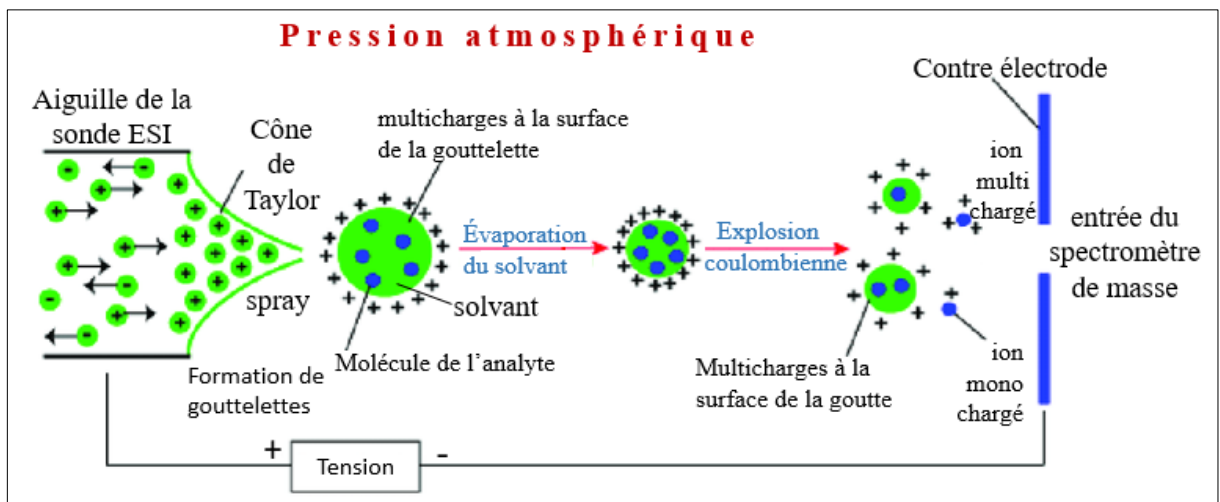 Pression atmosphérique
Aiguille de la
sonde ESI
Cône
de
Taylor
spray
Formation de
gouttelettes
multicharges à la surface
de la gouttelette
solvant
Molécule de l'analyte
Évaporation
du solvant
Explosion
coulombienne
Multicharges à la
surface de la goutte
Contre électrode
ion
multi
chargé
ion
mono
chargé
entrée du
spectromètre
de masse
+ Tension -